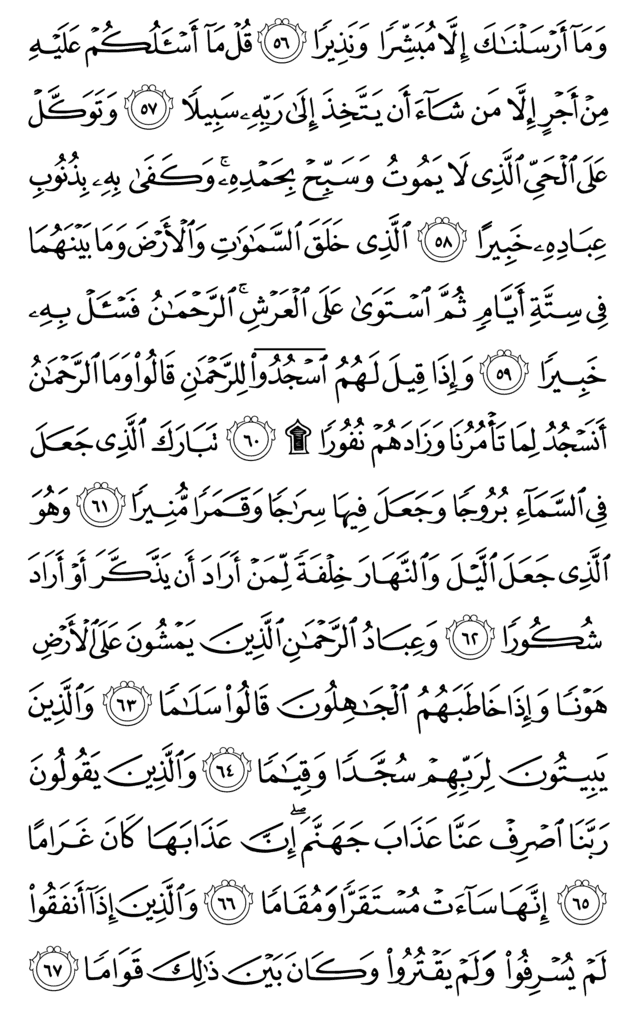 وَمَآ أَرْسَلْنَٰكَ إِلَّا مُبَشِّرًا وَنَذِيرًا ٥٦ قُلْ مَآ أَسْـَٔلُكُمْ عَلَيْهِ
مِنْ أَجْرٍ إِلَّا مَن شَآءَ أَن يَتَّخِذَ إِلَىٰ رَبِّهِۦ سَبِيلًا ٥٧ وَتَوَكَّلْ
عَلَى ٱلْحَىِّ ٱلَّذِى لَا يَمُوتُ وَسَبِّحْ بِحَمْدِهِۦ ۚ وَكَفَىٰ بِهِۦ بِذُنُوبِ
عِبَادِهِۦ خَبِيرًا ٥٨ ٱلَّذِى خَلَقَ ٱلسَّمَٰوَٰتِ وَٱلْأَرْضَ وَمَا بَيْنَهُمَا
فِى سِتَّةِ أَيَّامٍ ثُمَّ ٱسْتَوَىٰ عَلَى ٱلْعَرْشِ ۚ ٱلرَّحْمَٰنُ فَسْـَٔلْ بِهِۦ
خَبِيرًا ٥٩ وَإِذَا قِيلَ لَهُمُ ٱسْجُدُوا۟ لِلرَّحْمَٰنِ قَالُوا۟ وَمَا ٱلرَّحْمَٰنُ
أَنَسْجُدُ لِمَا تَأْمُرُنَا وَزَادَهُمْ نُفُورًا ۩ ٦٠ تَبَارَكَ ٱلَّذِى جَعَلَ
فِى ٱلسَّمَآءِ بُرُوجًا وَجَعَلَ فِيهَا سِرَٰجًا وَقَمَرًا مُّنِيرًا ٦١ وَهُوَ
ٱلَّذِى جَعَلَ ٱلَّيْلَ وَٱلنَّهَارَ خِلْفَةً لِّمَنْ أَرَادَ أَن يَذَّكَّرَ أَوْ أَرَادَ
شُكُورًا ٦٢ وَعِبَادُ ٱلرَّحْمَٰنِ ٱلَّذِينَ يَمْشُونَ عَلَى ٱلْأَرْضِ
هَوْنًا وَإِذَا خَاطَبَهُمُ ٱلْجَٰهِلُونَ قَالُوا۟ سَلَٰمًا ٦٣ وَٱلَّذِينَ
يَبِيتُونَ لِرَبِّهِمْ سُجَّدًا وَقِيَٰمًا ٦٤ وَٱلَّذِينَ يَقُولُونَ
رَبَّنَا ٱصْرِفْ عَنَّا عَذَابَ جَهَنَّمَ ۖ إِنَّ عَذَابَهَا كَانَ غَرَامًا
٦٥ إِنَّهَا سَآءَتْ مُسْتَقَرًّا وَمُقَامًا ٦٦ وَٱلَّذِينَ إِذَآ أَنفَقُوا۟
لَمْ يُسْرِفُوا۟ وَلَمْ يَقْتُرُوا۟ وَكَانَ بَيْنَ ذَٰلِكَ قَوَامًا ٦٧